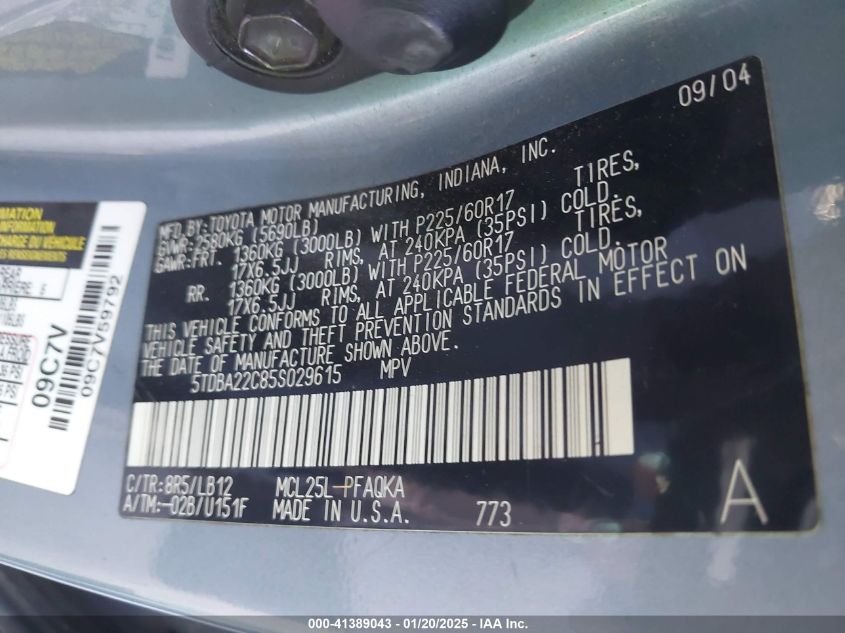 09/04
MFD.BY:TOYOTA MOTOR MANUFACTURING, INDIANA, INC.
GVWR:2580KG (5690LB)
GAWR:FRT. 1360KG (3000LB) WITH P225/60R17 TIRES,
17X6.5JJ RIMS, AT 240KPA (35PSI) COLD.
RR. 1360KG (3000LB) WITH P225/60R17 TIRES,
17X6.5JJ RIMS, AT 240KPA (35PSI) COLD.
THIS VEHICLE CONFORMS TO ALL APPLICABLE FEDERAL MOTOR
VEHICLE SAFETY AND THEFT PREVENTION STANDARDS IN EFFECT ON
THE DATE OF MANUFACTURE SHOWN ABOVE.
5TDBA22C85S029615 MPV
C/TR:8R5/LB12 MCL25L-PFAQKA
A/TM:-02B/U151F MADE IN U.S.A. 773
A
09C7V
09C7V59792
000-41389043 - 01/20/2025 - IAA Inc.